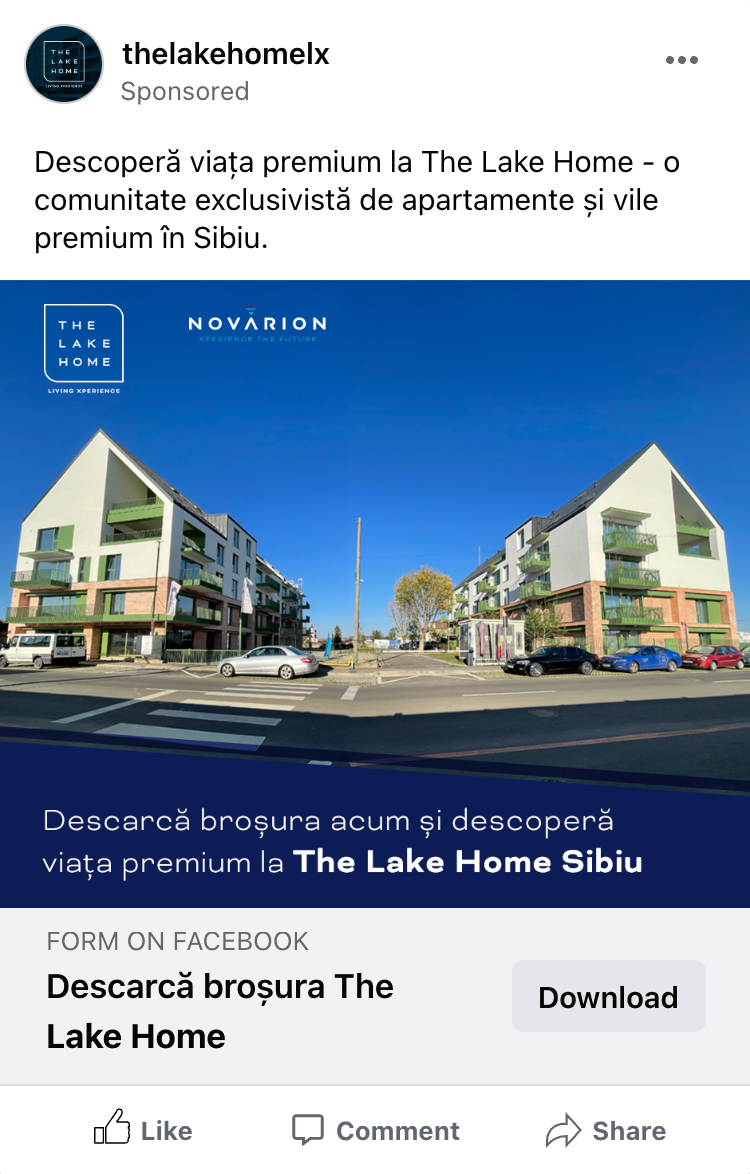 THE
LAKE
HOME
LIVING XPERIENCE
thelakehomelx
Sponsored
Descoperă viața premium la The Lake Home - o
comunitate exclusivistă de apartamente și vile
premium în Sibiu.
THE
LAKE
HOME
LIVING XPERIENCE
NOVARION
XPERIENCE THE FUTURE
Descarcă broșura acum și descoperă
viața premium la The Lake Home Sibiu
FORM ON FACEBOOK
Descarcă broșura The
Lake Home
Download
Like
Comment
Share